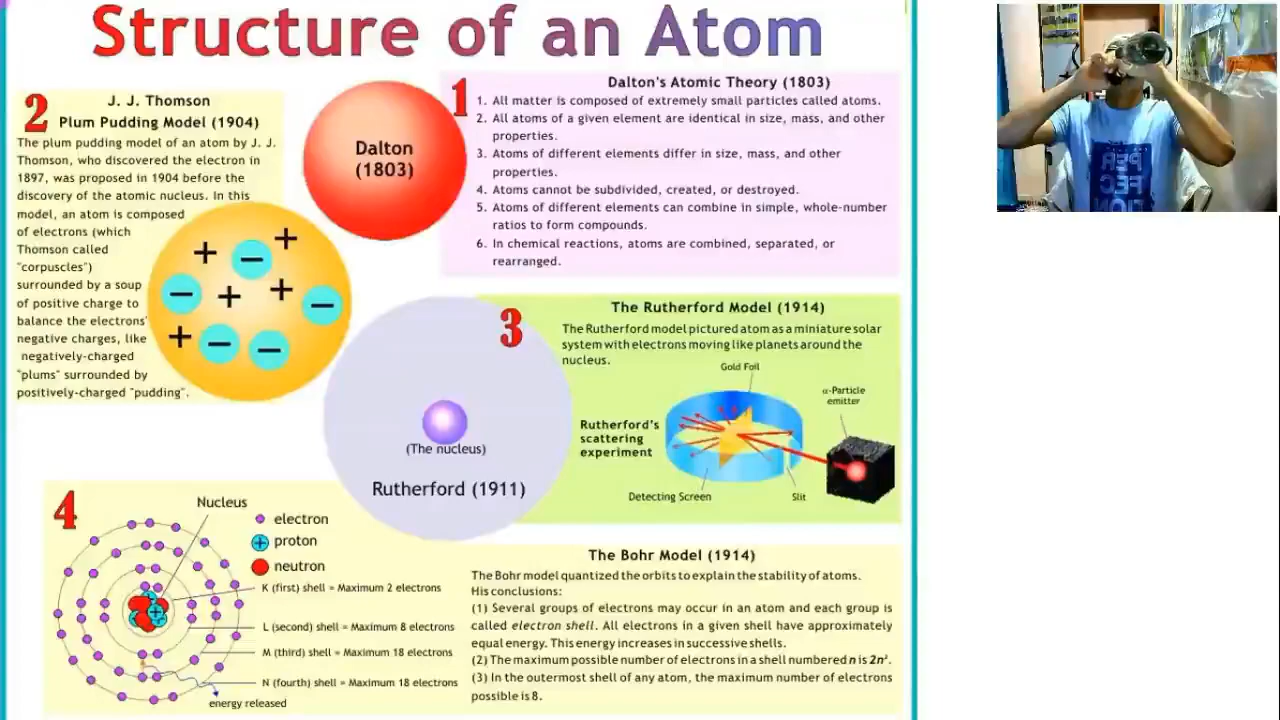 Structure of an Atom
1
Dalton's Atomic Theory (1803)
1. All matter is composed of extremely small particles called atoms.
2. All atoms of a given element are identical in size, mass, and other
properties.
3. Atoms of different elements differ in size, mass, and other
properties.
4. Atoms cannot be subdivided, created, or destroyed.
5. Atoms of different elements can combine in simple, whole-number
ratios to form compounds.
6. In chemical reactions, atoms are combined, separated, or
rearranged.
Dalton
(1803)
2
J. J. Thomson
Plum Pudding Model (1904)
The plum pudding model of an atom by J. J.
Thomson, who discovered the electron in
1897, was proposed in 1904 before the
discovery of the atomic nucleus. In this
model, an atom is composed
of electrons (which
Thomson called
"corpuscles")
surrounded by a soup
of positive charge to
balance the electrons'
negative charges, like
negatively-charged
"plums" surrounded by
positively-charged "pudding".
+ + − − + + − + − −
3
The Rutherford Model (1914)
The Rutherford model pictured atom as a miniature solar
system with electrons moving like planets around the
nucleus.
Gold Foil
α-Particle
emitter
Rutherford's
scattering
experiment
Detecting Screen
Slit
(The nucleus)
Rutherford (1911)
4
Nucleus
electron
+ proton
neutron
K (first) shell = Maximum 2 electrons
L (second) shell = Maximum 8 electrons
M (third) shell = Maximum 18 electrons
N (fourth) shell = Maximum 18 electrons
energy released
The Bohr Model (1914)
The Bohr model quantized the orbits to explain the stability of atoms.
His conclusions:
(1) Several groups of electrons may occur in an atom and each group is
called electron shell. All electrons in a given shell have approximately
equal energy. This energy increases in successive shells.
(2) The maximum possible number of electrons in a shell numbered n is 2n².
(3) In the outermost shell of any atom, the maximum number of electrons
possible is 8.
PER
FEC
TION